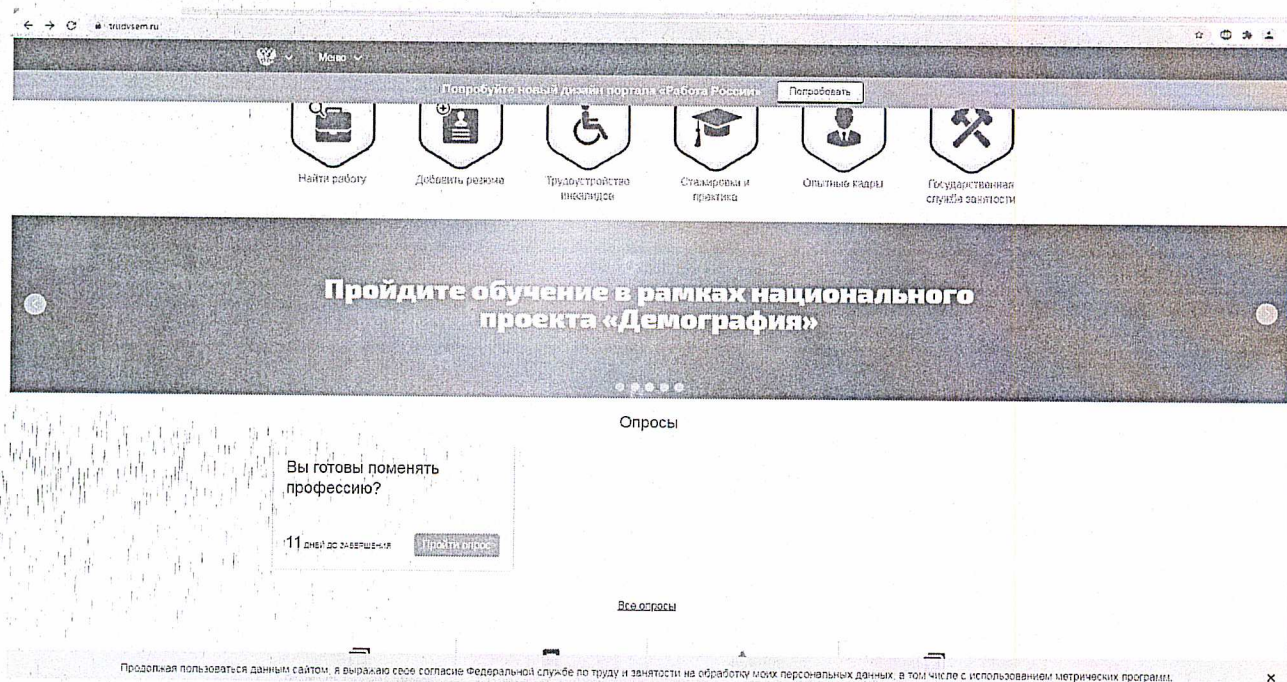 trudvsem.ru
Меню
Попробуйте новый дизайн портала «Работа России»
Попробовать
Найти работу
Добавить резюме
Трудоустройство
инвалидов
Стажировки и
практика
Опытные кадры
Государственная
служба занятости
Пройдите обучение в рамках национального
проекта «Демография»
Опросы
Вы готовы поменять
профессию?
11 ДНЕЙ ДО ЗАВЕРШЕНИЯ
Пройти опрос
Все опросы
Продолжая пользоваться данным сайтом, я выражаю свое согласие Федеральной службе по труду и занятости на обработку моих персональных данных, в том числе с использованием метрических программ.